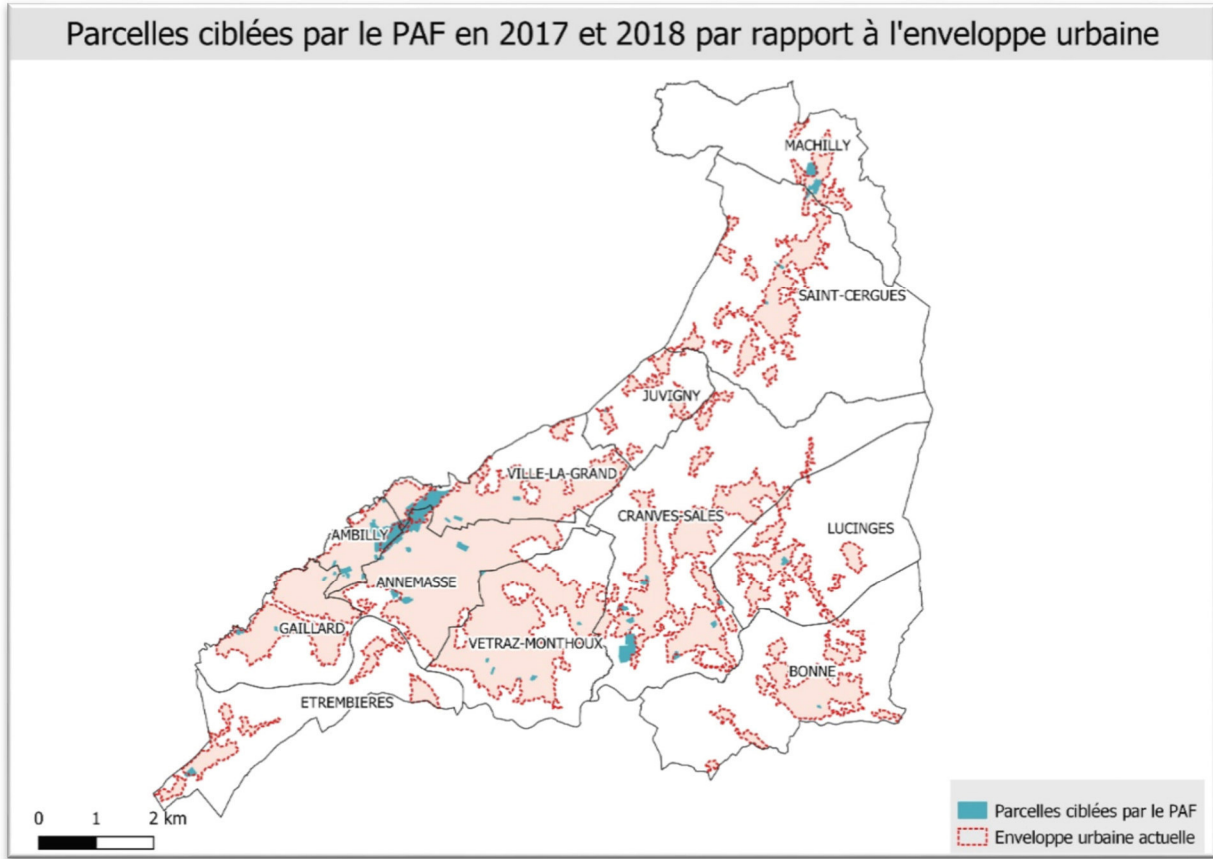 Parcelles ciblées par le PAF en 2017 et 2018 par rapport à l'enveloppe urbaine
MACHILLY
SAINT-CERGUES
JUVIGNY
VILLE-LA-GRAND
CRANVES-SALES
LUCINGES
AMBILLY
ANNEMASSE
GAILLARD
VETRAZ-MONTHOUX
BONNE
ETREMBIERES
0 1 2 km
Parcelles ciblées par le PAF
Enveloppe urbaine actuelle